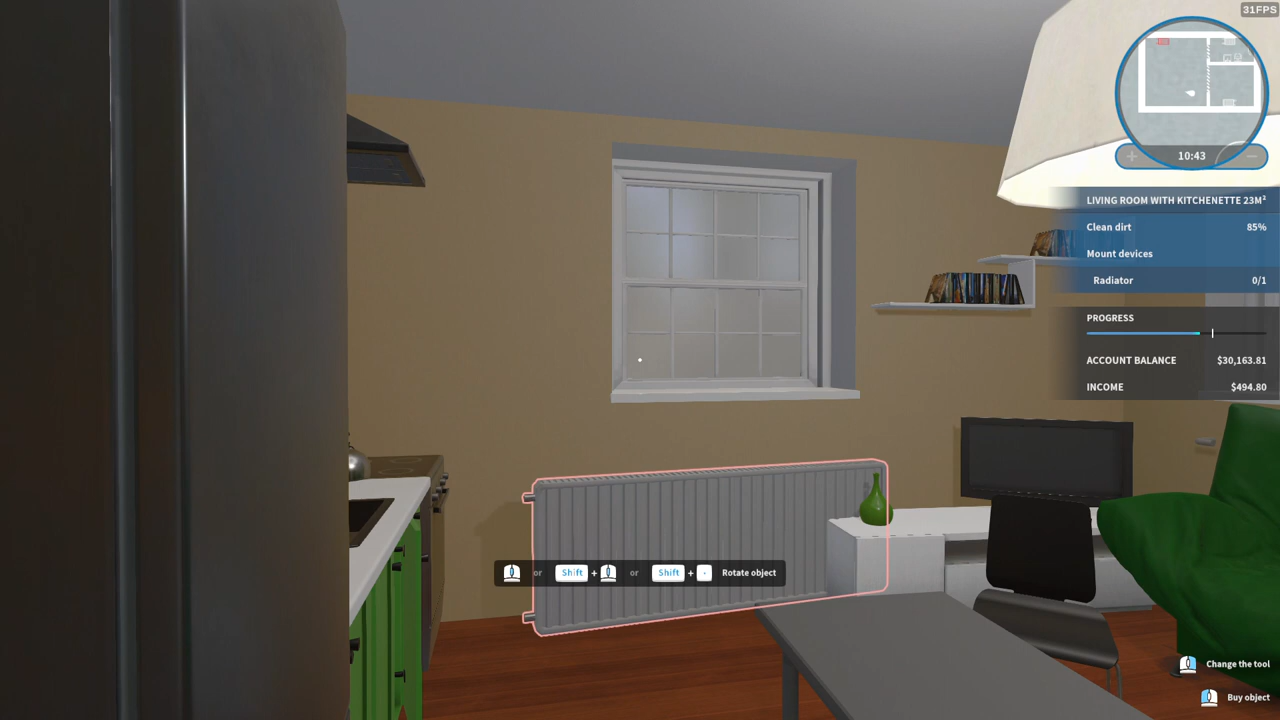 31FPS
10:43
LIVING ROOM WITH KITCHENETTE 23M²
Clean dirt 85%
Mount devices
Radiator 0/1
PROGRESS
ACCOUNT BALANCE $30,163.81
INCOME $494.80
or Shift + or Shift + · Rotate object
Change the tool
Buy object